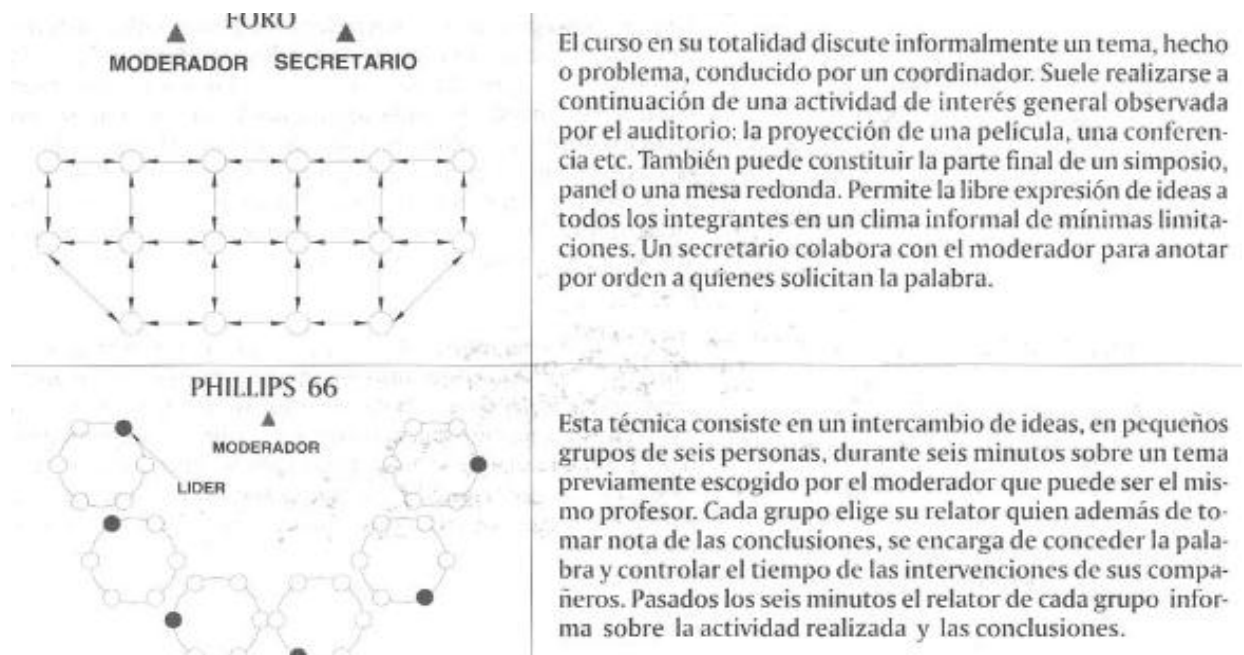 FORO
MODERADOR SECRETARIO
El curso en su totalidad discute informalmente un tema, hecho
o problema, conducido por un coordinador. Suele realizarse a
continuación de una actividad de interés general observada
por el auditorio: la proyección de una película, una conferen-
cia etc. También puede constituir la parte final de un simposio,
panel o una mesa redonda. Permite la libre expresión de ideas a
todos los integrantes en un clima informal de mínimas limita-
ciones. Un secretario colabora con el moderador para anotar
por orden a quienes solicitan la palabra.
PHILLIPS 66
MODERADOR
LIDER
Esta técnica consiste en un intercambio de ideas, en pequeños
grupos de seis personas, durante seis minutos sobre un tema
previamente escogido por el moderador que puede ser el mis-
mo profesor. Cada grupo elige su relator quien además de to-
mar nota de las conclusiones, se encarga de conceder la pala-
bra y controlar el tiempo de las intervenciones de sus compa-
ñeros. Pasados los seis minutos el relator de cada grupo infor-
ma sobre la actividad realizada y las conclusiones.